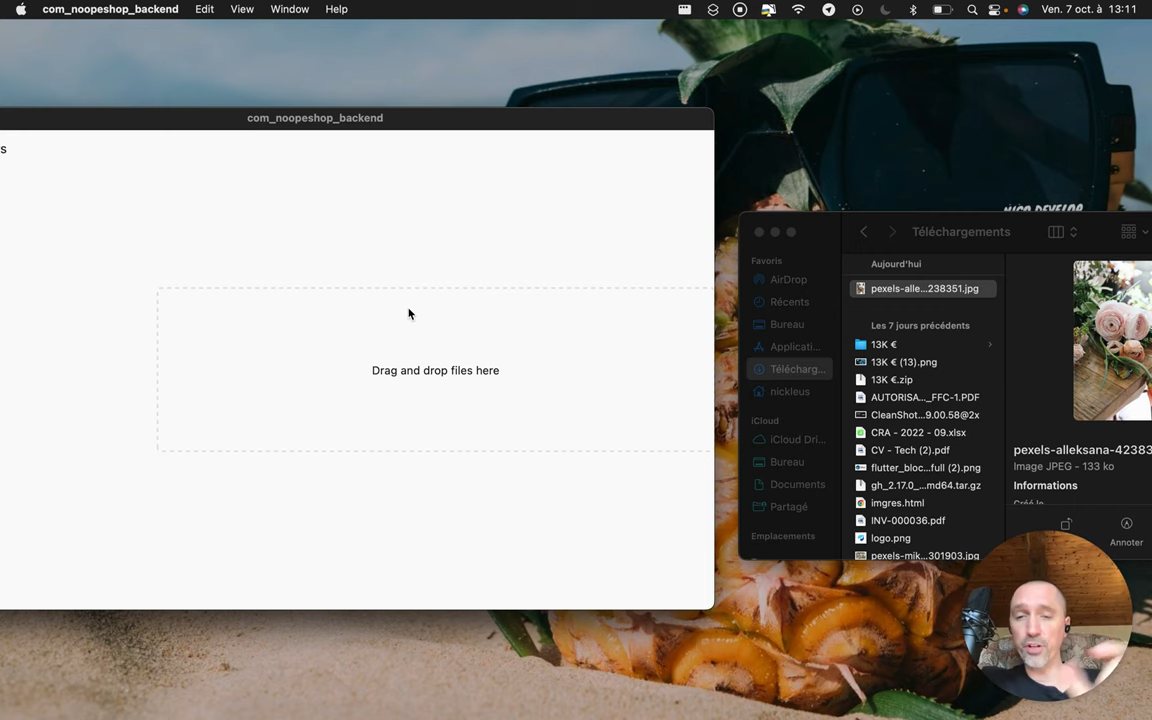 com_noopeshop_backend Edit View Window Help Ven. 7 oct. à 13:11
com_noopeshop_backend
s
Drag and drop files here
Téléchargements
Favoris
AirDrop
Récents
Bureau
Applicati...
Télécharg...
nickleus
iCloud
iCloud Dri...
Bureau
Documents
Partagé
Emplacements
Aujourd'hui
pexels-alle...238351.jpg
Les 7 jours précédents
13K €
13K € (13).png
13K €.zip
AUTORISA..._FFC-1.PDF
CleanShot...9.00.58@2x
CRA - 2022 - 09.xlsx
CV - Tech (2).pdf
flutter_bloc...full (2).png
gh_2.17.0_...md64.tar.gz
imgres.html
INV-000036.pdf
logo.png
pexels-mik...301903.jpg
pexels-alleksana-42383
Image JPEG - 133 ko
Informations
Créé le
Annoter